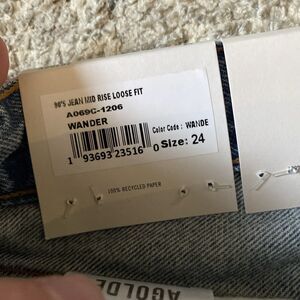 90'S JEAN MID RISE LOOSE FIT
A069C-1206
WANDER
Color Code: WANDE
1 93693 23516 0 Size: 24
100% RECYCLED PAPER
AGOLDE